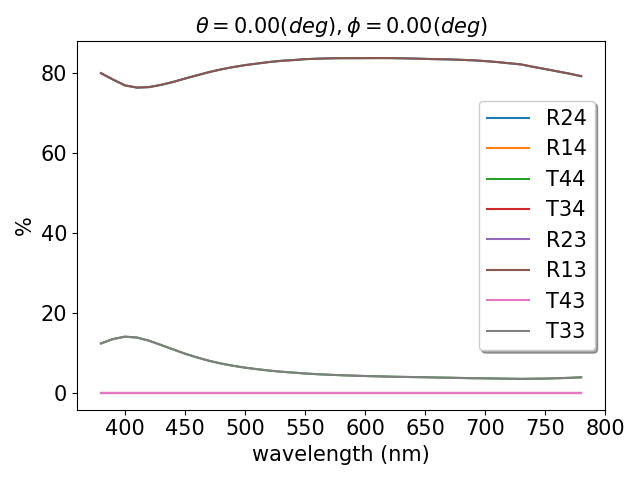 θ = 0.00(deg), ϕ = 0.00(deg)
%
80
60
40
20
0
R24
R14
T44
T34
R23
R13
T43
T33
400 450 500 550 600 650 700 750 800
wavelength (nm)